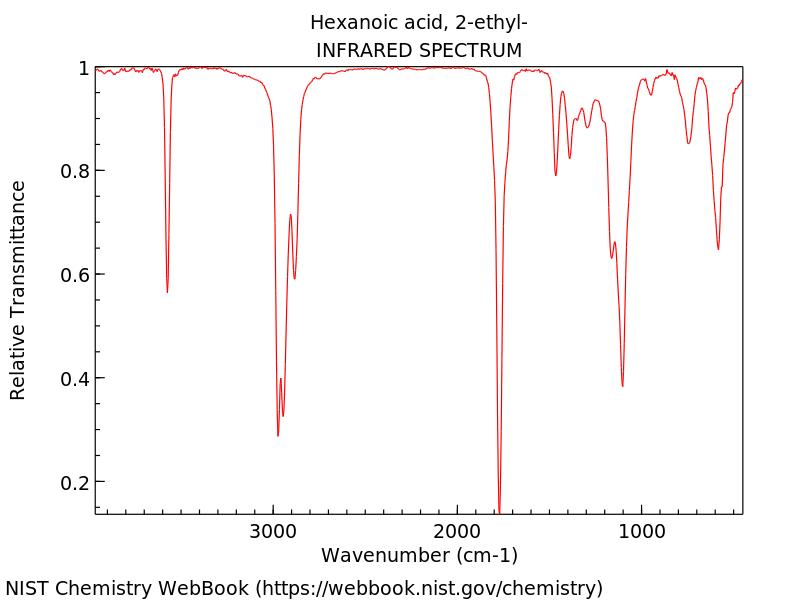 Hexanoic acid, 2-ethyl-
INFRARED SPECTRUM
1
0.8
0.6
0.4
0.2
Relative Transmittance
3000 2000 1000
Wavenumber (cm-1)
NIST Chemistry WebBook (https://webbook.nist.gov/chemistry)